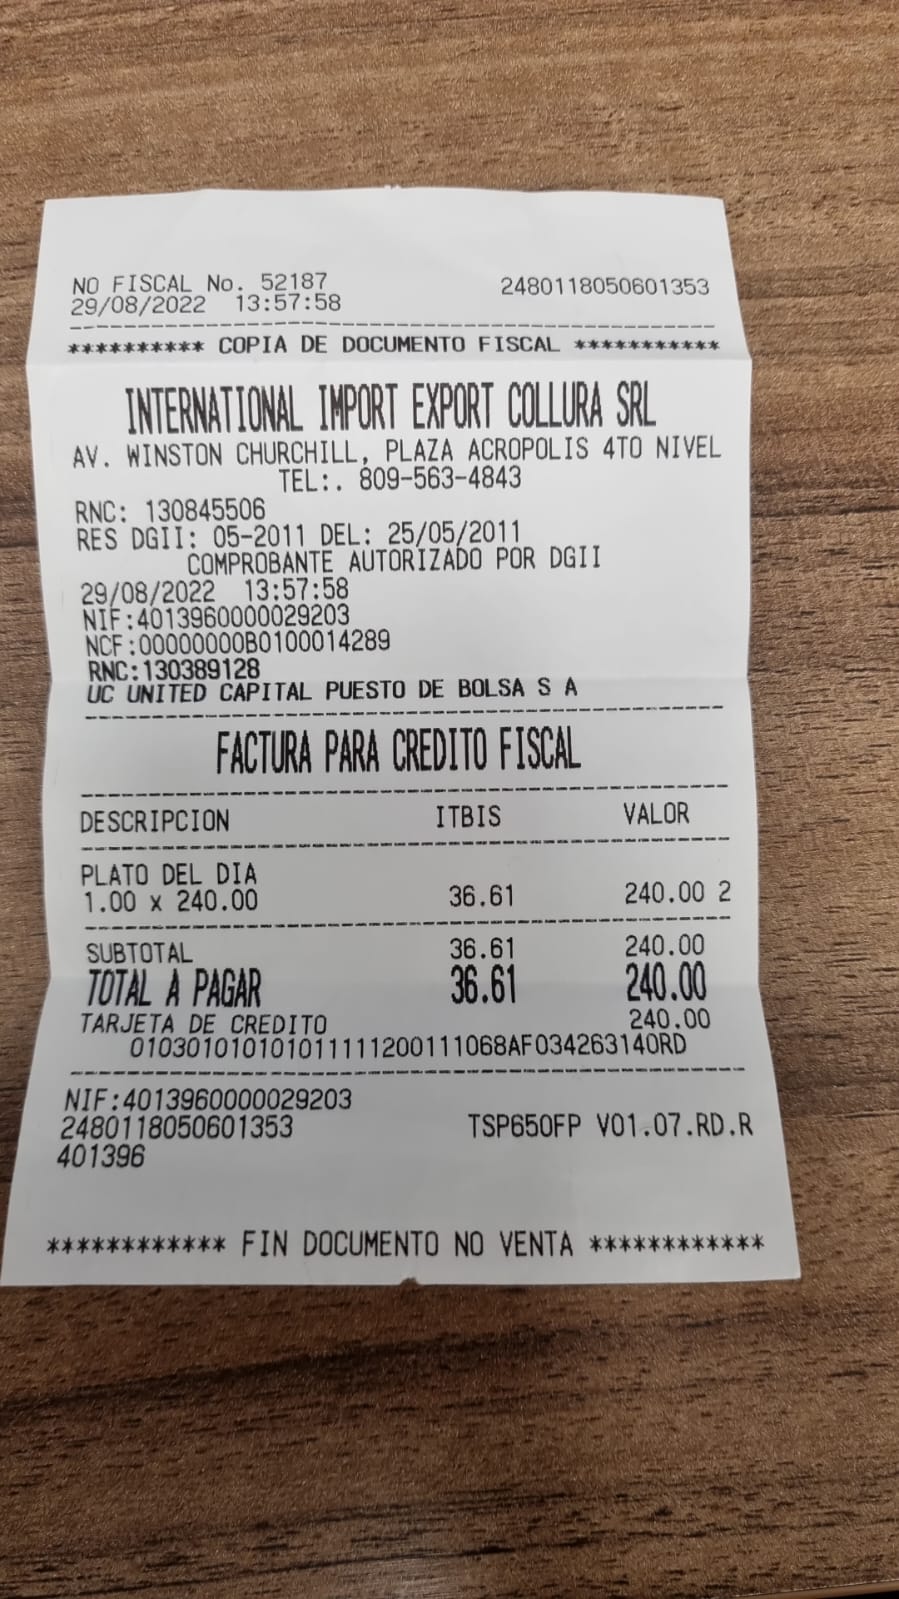 NO FISCAL No. 52187 2480118050601353
29/08/2022 13:57:58
********** COPIA DE DOCUMENTO FISCAL ***********
INTERNATIONAL IMPORT EXPORT COLLURA SRL
AV. WINSTON CHURCHILL, PLAZA ACROPOLIS 4TO NIVEL
TEL:. 809-563-4843
RNC: 130845506
RES DGII: 05-2011 DEL: 25/05/2011
COMPROBANTE AUTORIZADO POR DGII
29/08/2022 13:57:58
NIF:4013960000029203
NCF:00000000B0100014289
RNC:130389128
UC UNITED CAPITAL PUESTO DE BOLSA S A
FACTURA PARA CREDITO FISCAL
DESCRIPCION ITBIS VALOR
PLATO DEL DIA
1.00 x 240.00 36.61 240.00 2
SUBTOTAL 36.61 240.00
TOTAL A PAGAR 36.61 240.00
TARJETA DE CREDITO 240.00
0103010101010111111200111068AF034263140RD
NIF:4013960000029203
2480118050601353 TSP650FP V01.07.RD.R
401396
************ FIN DOCUMENTO NO VENTA ************